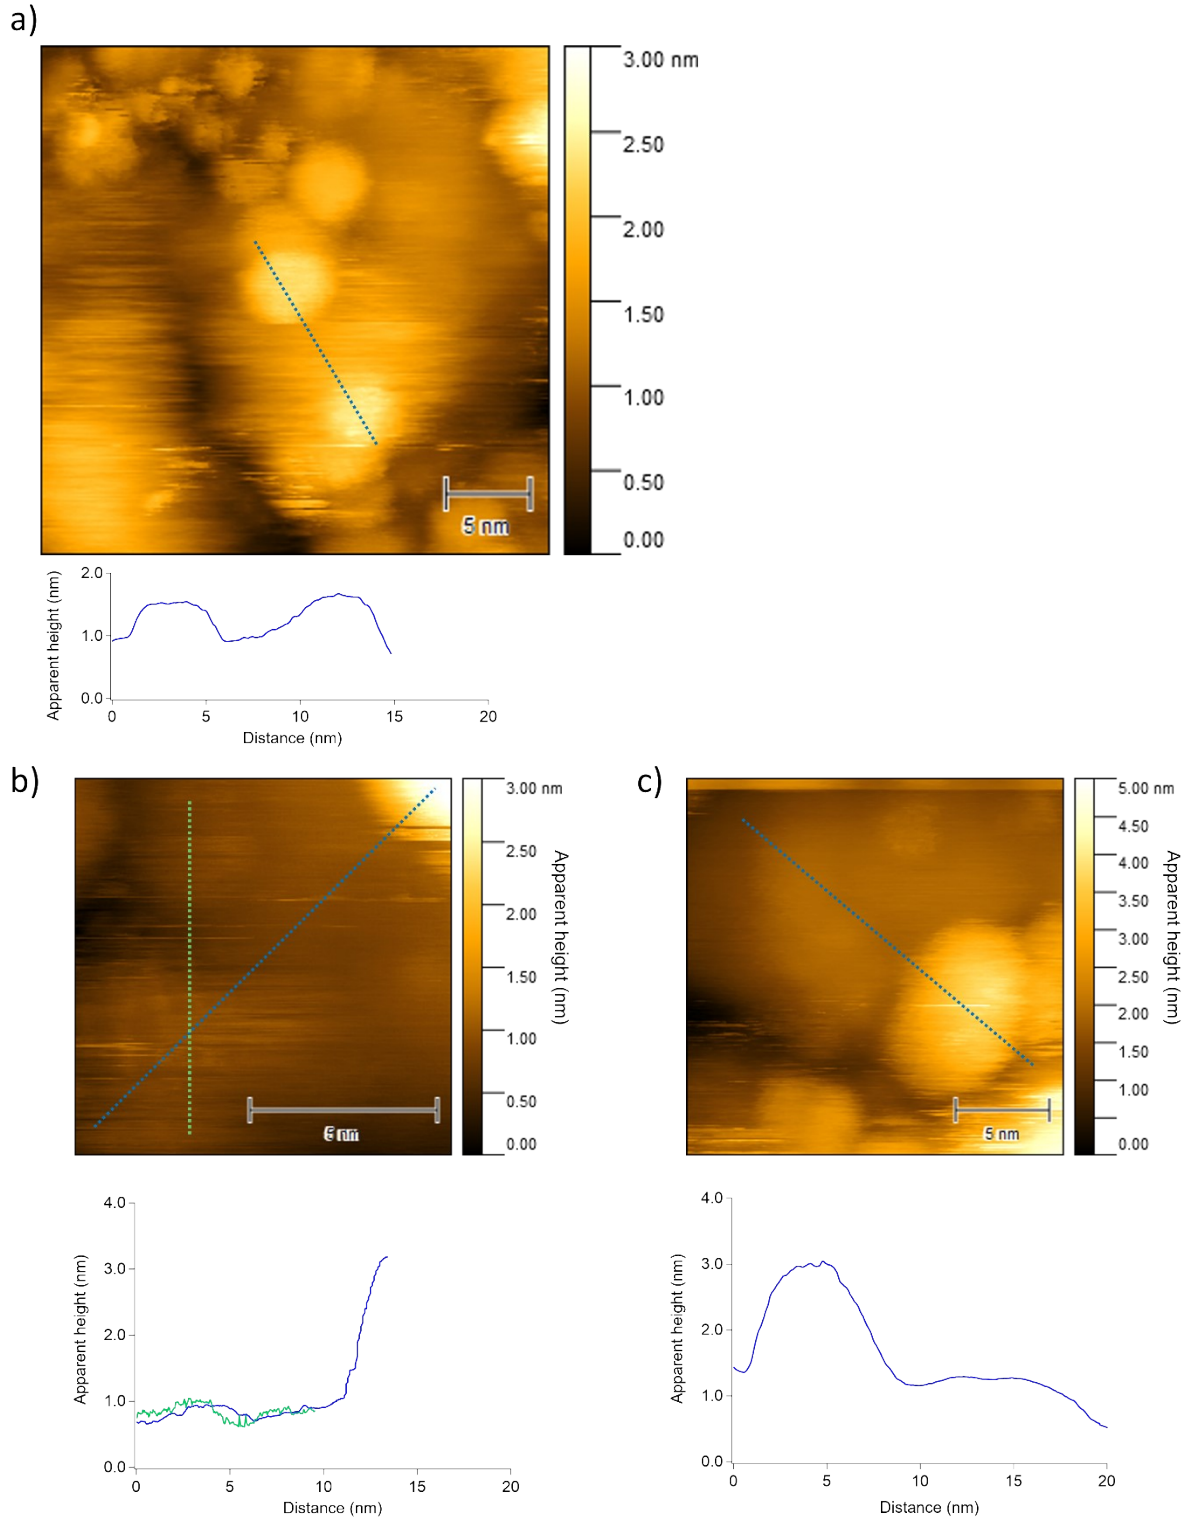 a)
3.00 nm
2.50
2.00
1.50
1.00
0.50
0.00
5 nm
Apparent height (nm)
2.0
1.0
0.0
0 5 10 15 20
Distance (nm)
b)
3.00 nm
2.50
2.00
1.50
1.00
0.50
0.00
Apparent height (nm)
5 nm
Apparent height (nm)
4.0
3.0
2.0
1.0
0.0
0 5 10 15 20
Distance (nm)
c)
5.00 nm
4.50
4.00
3.50
3.00
2.50
2.00
1.50
1.00
0.00
Apparent height (nm)
5 nm
Apparent height (nm)
4.0
3.0
2.0
1.0
0.0
0 5 10 15 20
Distance (nm)